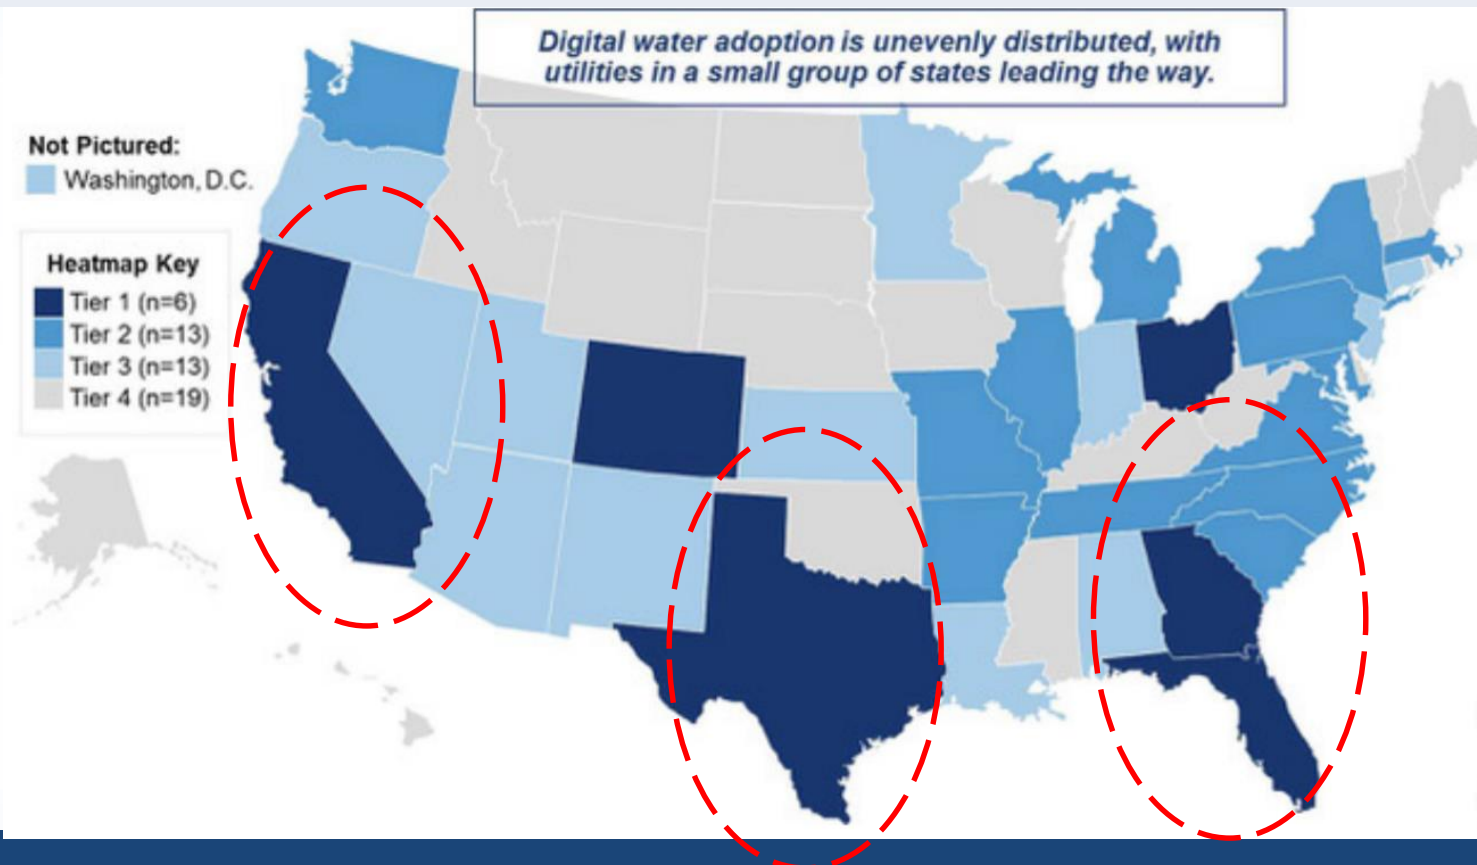 Digital water adoption is unevenly distributed, with
utilities in a small group of states leading the way.
Not Pictured:
Washington, D.C.
Heatmap Key
Tier 1 (n=6)
Tier 2 (n=13)
Tier 3 (n=13)
Tier 4 (n=19)